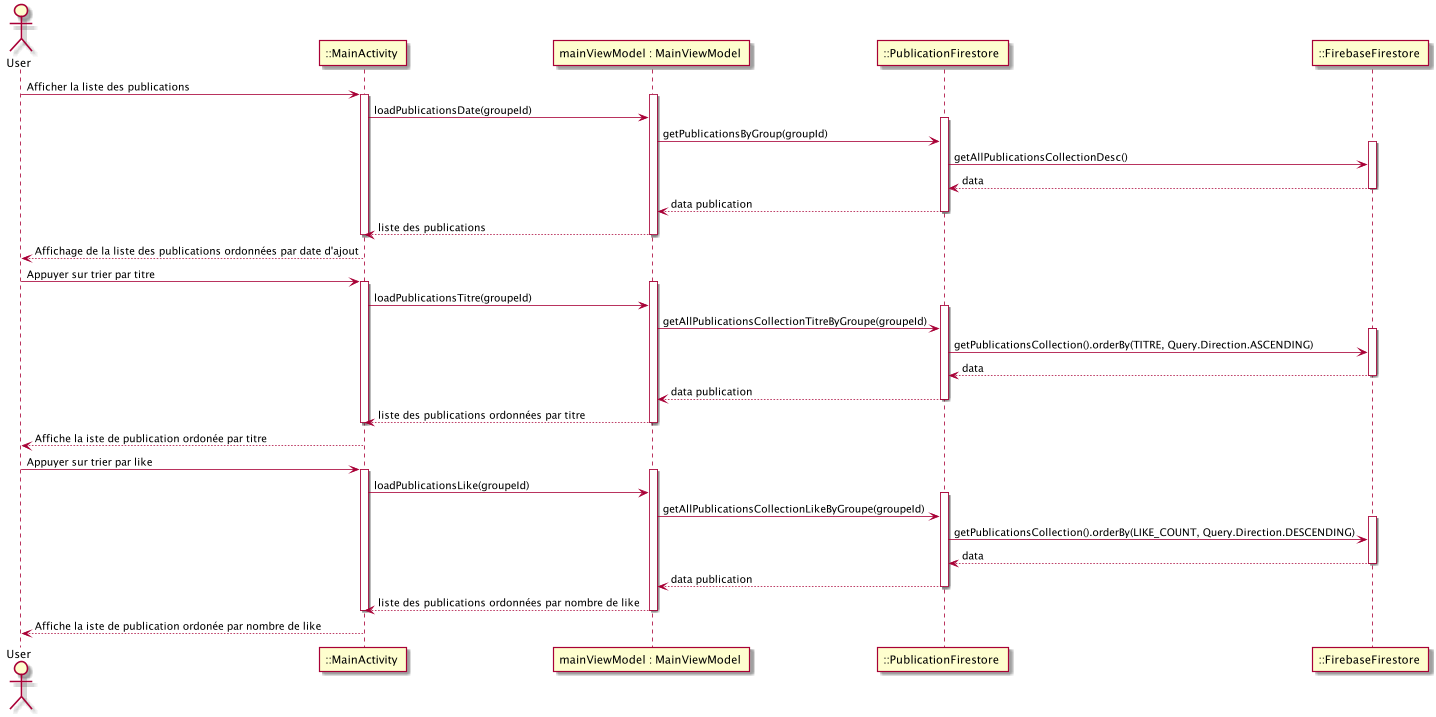 User
::MainActivity
mainViewModel : MainViewModel
::PublicationFirestore
::FirebaseFirestore
Afficher la liste des publications
loadPublicationsDate(groupeId)
getPublicationsByGroup(groupId)
getAllPublicationsCollectionDesc()
data
data publication
liste des publications
Affichage de la liste des publications ordonnées par date d'ajout
Appuyer sur trier par titre
loadPublicationsTitre(groupeId)
getAllPublicationsCollectionTitreByGroupe(groupeId)
getPublicationsCollection().orderBy(TITRE, Query.Direction.ASCENDING)
data
data publication
liste des publications ordonnées par titre
Affiche la iste de publication ordonée par titre
Appuyer sur trier par like
loadPublicationsLike(groupeId)
getAllPublicationsCollectionLikeByGroupe(groupeId)
getPublicationsCollection().orderBy(LIKE_COUNT, Query.Direction.DESCENDING)
data
data publication
liste des publications ordonnées par nombre de like
Affiche la iste de publication ordonée par nombre de like
User
::MainActivity
mainViewModel : MainViewModel
::PublicationFirestore
::FirebaseFirestore